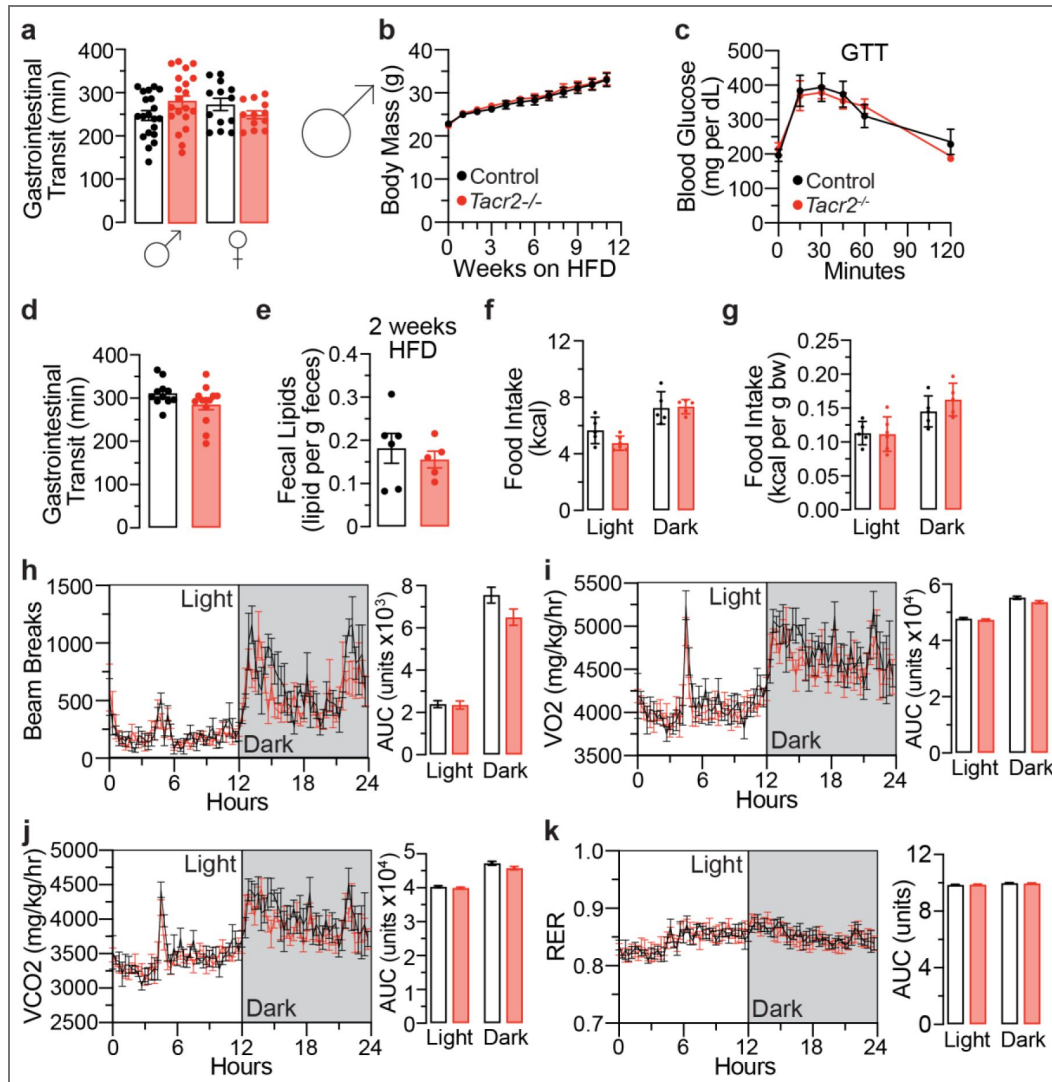 a
Gastrointestinal
Transit (min)
400
300
200
100
0
♂
♀
b
Body Mass (g)
40
30
20
10
0
Control
Tacr2-/-
0 3 6 9 12
Weeks on HFD
c
GTT
Blood Glucose
(mg per dL)
500
400
300
200
100
0
Control
Tacr2-/-
0 30 60 90 120
Minutes
d
Gastrointestinal
Transit (min)
400
300
200
100
0
e
2 weeks
HFD
Fecal Lipids
(lipid per g feces)
0.4
0.3
0.2
0.1
0
f
Food Intake
(kcal)
12
8
4
0
Light Dark
g
Food Intake
(kcal per g bw)
0.25
0.20
0.15
0.10
0.05
0.00
Light Dark
h
Beam Breaks
1500
1000
500
0
Light
Dark
0 6 12 18 24
Hours
AUC (units x10³)
8
6
4
2
0
Light Dark
i
VO2 (mg/kg/hr)
5500
5000
4500
4000
3500
Light
Dark
0 6 12 18 24
Hours
AUC (units x10⁴)
6
4
2
0
Light Dark
j
VCO2 (mg/kg/hr)
5000
4500
4000
3500
3000
2500
Light
Dark
0 6 12 18 24
Hours
AUC (units x10⁴)
5
4
3
2
1
0
Light Dark
k
RER
1.0
0.9
0.8
0.7
Light
Dark
0 6 12 18 24
Hours
AUC (units)
12
9
6
3
0
Light Dark